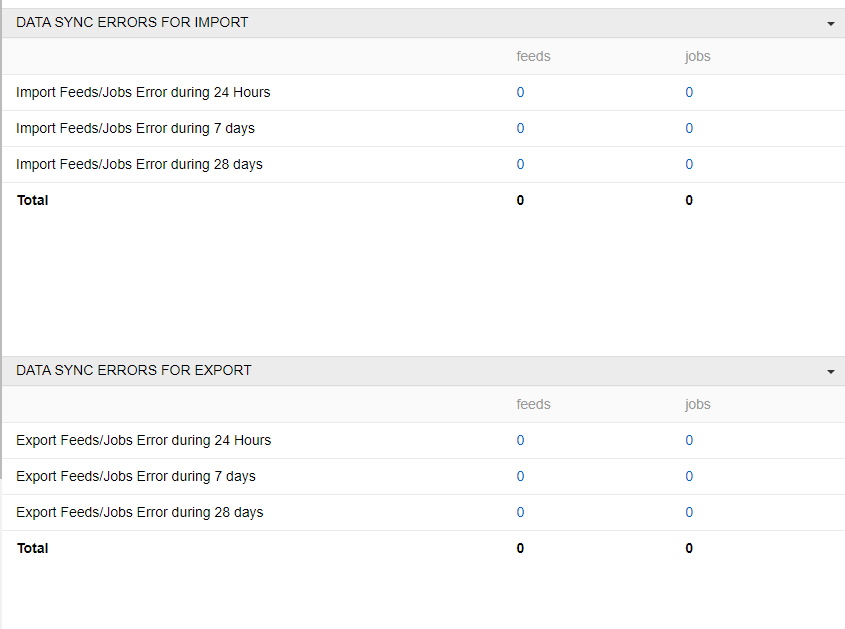 DATA SYNC ERRORS FOR IMPORT
feeds jobs
Import Feeds/Jobs Error during 24 Hours 0 0
Import Feeds/Jobs Error during 7 days 0 0
Import Feeds/Jobs Error during 28 days 0 0
Total 0 0
DATA SYNC ERRORS FOR EXPORT
feeds jobs
Export Feeds/Jobs Error during 24 Hours 0 0
Export Feeds/Jobs Error during 7 days 0 0
Export Feeds/Jobs Error during 28 days 0 0
Total 0 0